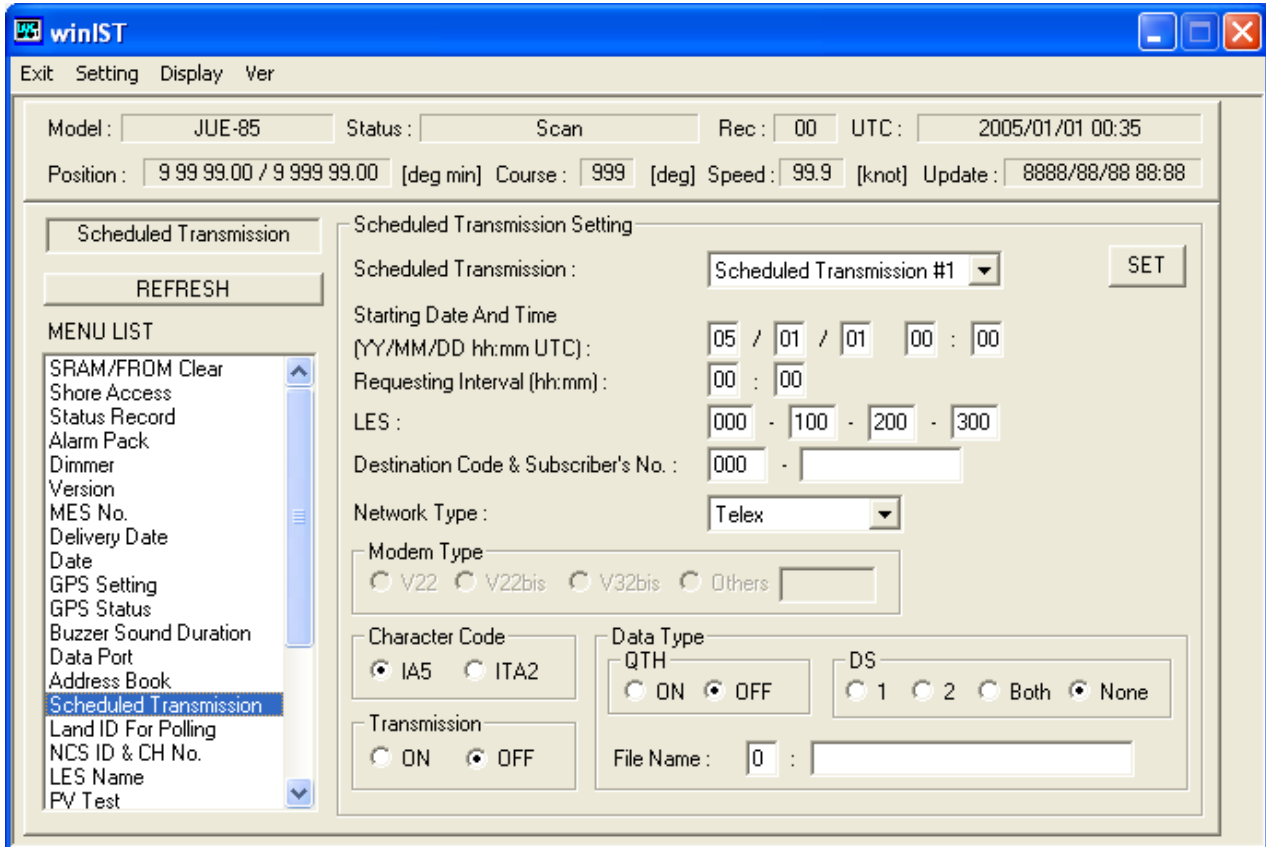 winIST
Exit Setting Display Ver
Model : JUE-85 Status : Scan Rec : 00 UTC : 2005/01/01 00:35
Position : 9 99 99.00 / 9 999 99.00 [deg min] Course : 999 [deg] Speed : 99.9 [knot] Update : 8888/88/88 88:88
Scheduled Transmission
REFRESH
MENU LIST
SRAM/FROM Clear
Shore Access
Status Record
Alarm Pack
Dimmer
Version
MES No.
Delivery Date
Date
GPS Setting
GPS Status
Buzzer Sound Duration
Data Port
Address Book
Scheduled Transmission
Land ID For Polling
NCS ID & CH No.
LES Name
PV Test
Scheduled Transmission Setting
Scheduled Transmission : Scheduled Transmission #1 SET
Starting Date And Time
(YY/MM/DD hh:mm UTC) : 05 / 01 / 01 00 : 00
Requesting Interval (hh:mm) : 00 : 00
LES : 000 - 100 - 200 - 300
Destination Code & Subscriber's No. : 000 -
Network Type : Telex
Modem Type
V22 V22bis V32bis Others
Character Code
IA5 ITA2
Transmission
ON OFF
Data Type
QTH
ON OFF
DS
1 2 Both None
File Name : 0 :